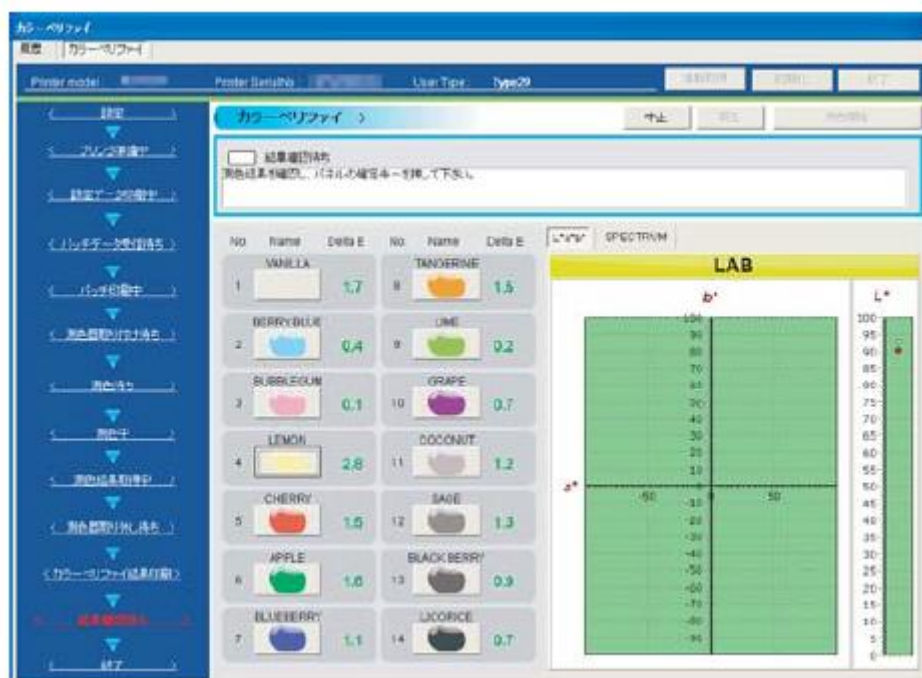 カラーベリファイ
履歴 カラーベリファイ
Printer model: Printer SerialNo: User Type: Type29
カラーベリファイ 中止
結果確認待ち
測色結果を確認し、パネルの確定キーを押して下さい。
設定
プリンタ準備中
設定データ印刷中
パッチデータ受信待ち
パッチ印刷中
測色器取り付け待ち
測色待ち
測色中
測色結果取得中
測色器取り外し待ち
カラーベリファイ結果印刷
結果確認待ち
終了
No. Name Delta E No. Name Delta E
VANILLA TANGERINE
1 1.7 8 1.5
BERRY BLUE LIME
2 0.4 9 0.2
BUBBLEGUM GRAPE
3 0.1 10 0.7
LEMON COCONUT
4 2.8 11 1.2
CHERRY SAGE
5 1.5 12 1.3
APPLE BLACK BERRY
6 1.6 13 0.9
BLUEBERRY LICORICE
7 1.1 14 0.7
L*a*b* SPECTRUM
LAB
b* L*
100
90
80
70
60
50
40
30
20
10
a* -50 0 50
-10
-20
-30
-40
-50
-60
-70
-80
-90
100
95
90
85
80
75
70
65
60
55
50
45
40
35
30
25
20
15
10
5
0